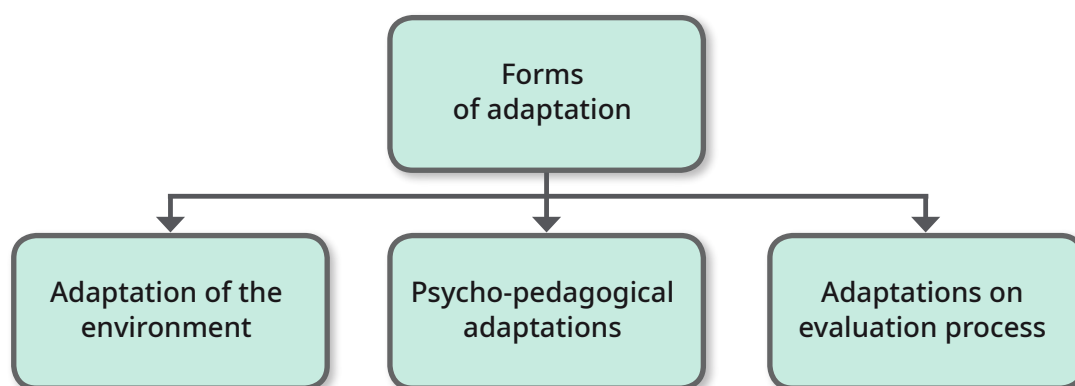 Forms
of adaptation
Adaptation of the
environment
Psycho-pedagogical
adaptations
Adaptations on
evaluation process